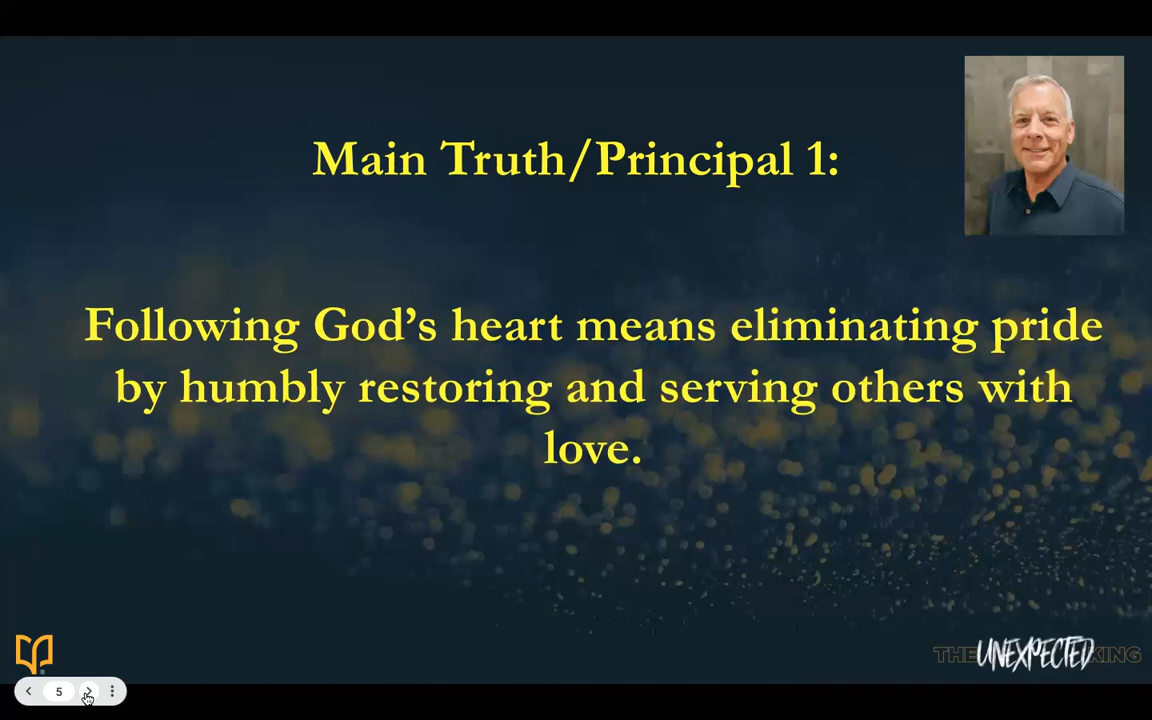 Main Truth/Principal 1:
Following God’s heart means eliminating pride
by humbly restoring and serving others with
love.
THE UNEXPECTED KING
5